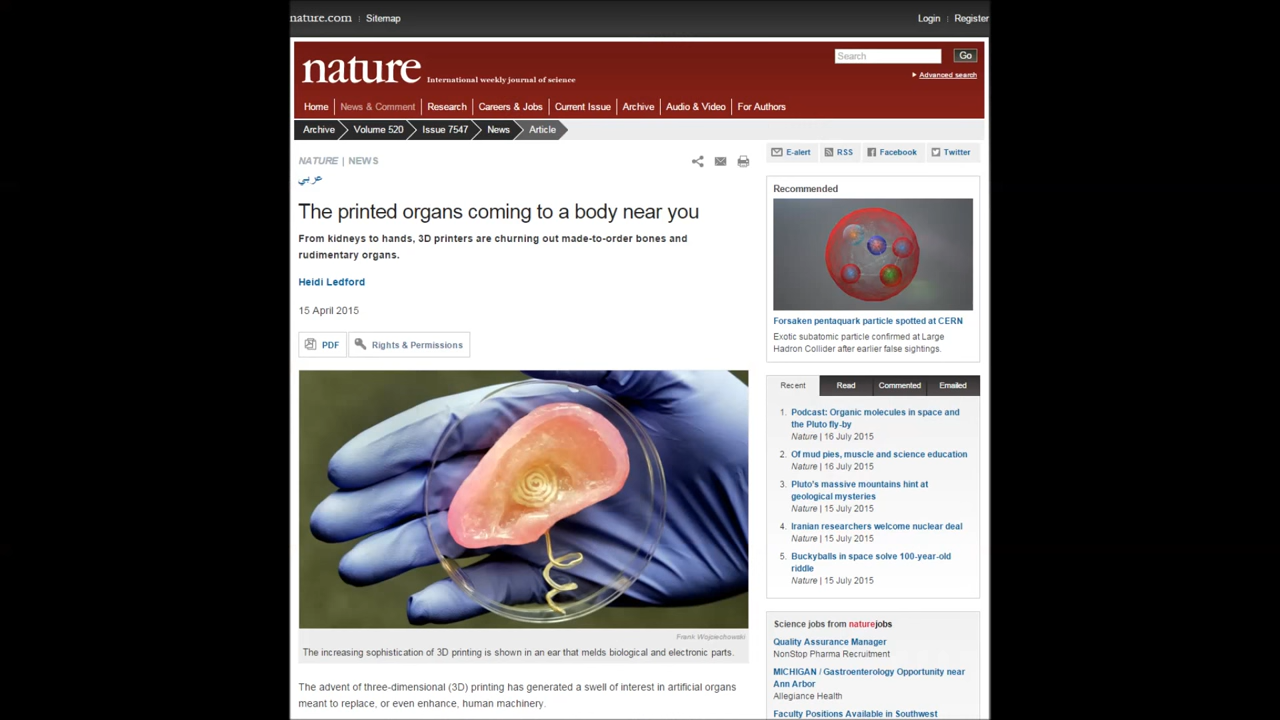 nature.com Sitemap Login Register
nature International weekly journal of science
Search Go
Advanced search
Home News & Comment Research Careers & Jobs Current Issue Archive Audio & Video For Authors
Archive Volume 520 Issue 7547 News Article
NATURE | NEWS
عربي
The printed organs coming to a body near you
From kidneys to hands, 3D printers are churning out made-to-order bones and
rudimentary organs.
Heidi Ledford
15 April 2015
PDF Rights & Permissions
Frank Wojciechowski
The increasing sophistication of 3D printing is shown in an ear that melds biological and electronic parts.
The advent of three-dimensional (3D) printing has generated a swell of interest in artificial organs
meant to replace, or even enhance, human machinery.
E-alert RSS Facebook Twitter
Recommended
Forsaken pentaquark particle spotted at CERN
Exotic subatomic particle confirmed at Large
Hadron Collider after earlier false sightings.
Recent Read Commented Emailed
1. Podcast: Organic molecules in space and
the Pluto fly-by
Nature | 16 July 2015
2. Of mud pies, muscle and science education
Nature | 16 July 2015
3. Pluto's massive mountains hint at
geological mysteries
Nature | 15 July 2015
4. Iranian researchers welcome nuclear deal
Nature | 15 July 2015
5. Buckyballs in space solve 100-year-old
riddle
Nature | 15 July 2015
Science jobs from naturejobs
Quality Assurance Manager
NonStop Pharma Recruitment
MICHIGAN / Gastroenterology Opportunity near
Ann Arbor
Allegiance Health
Faculty Positions Available in Southwest